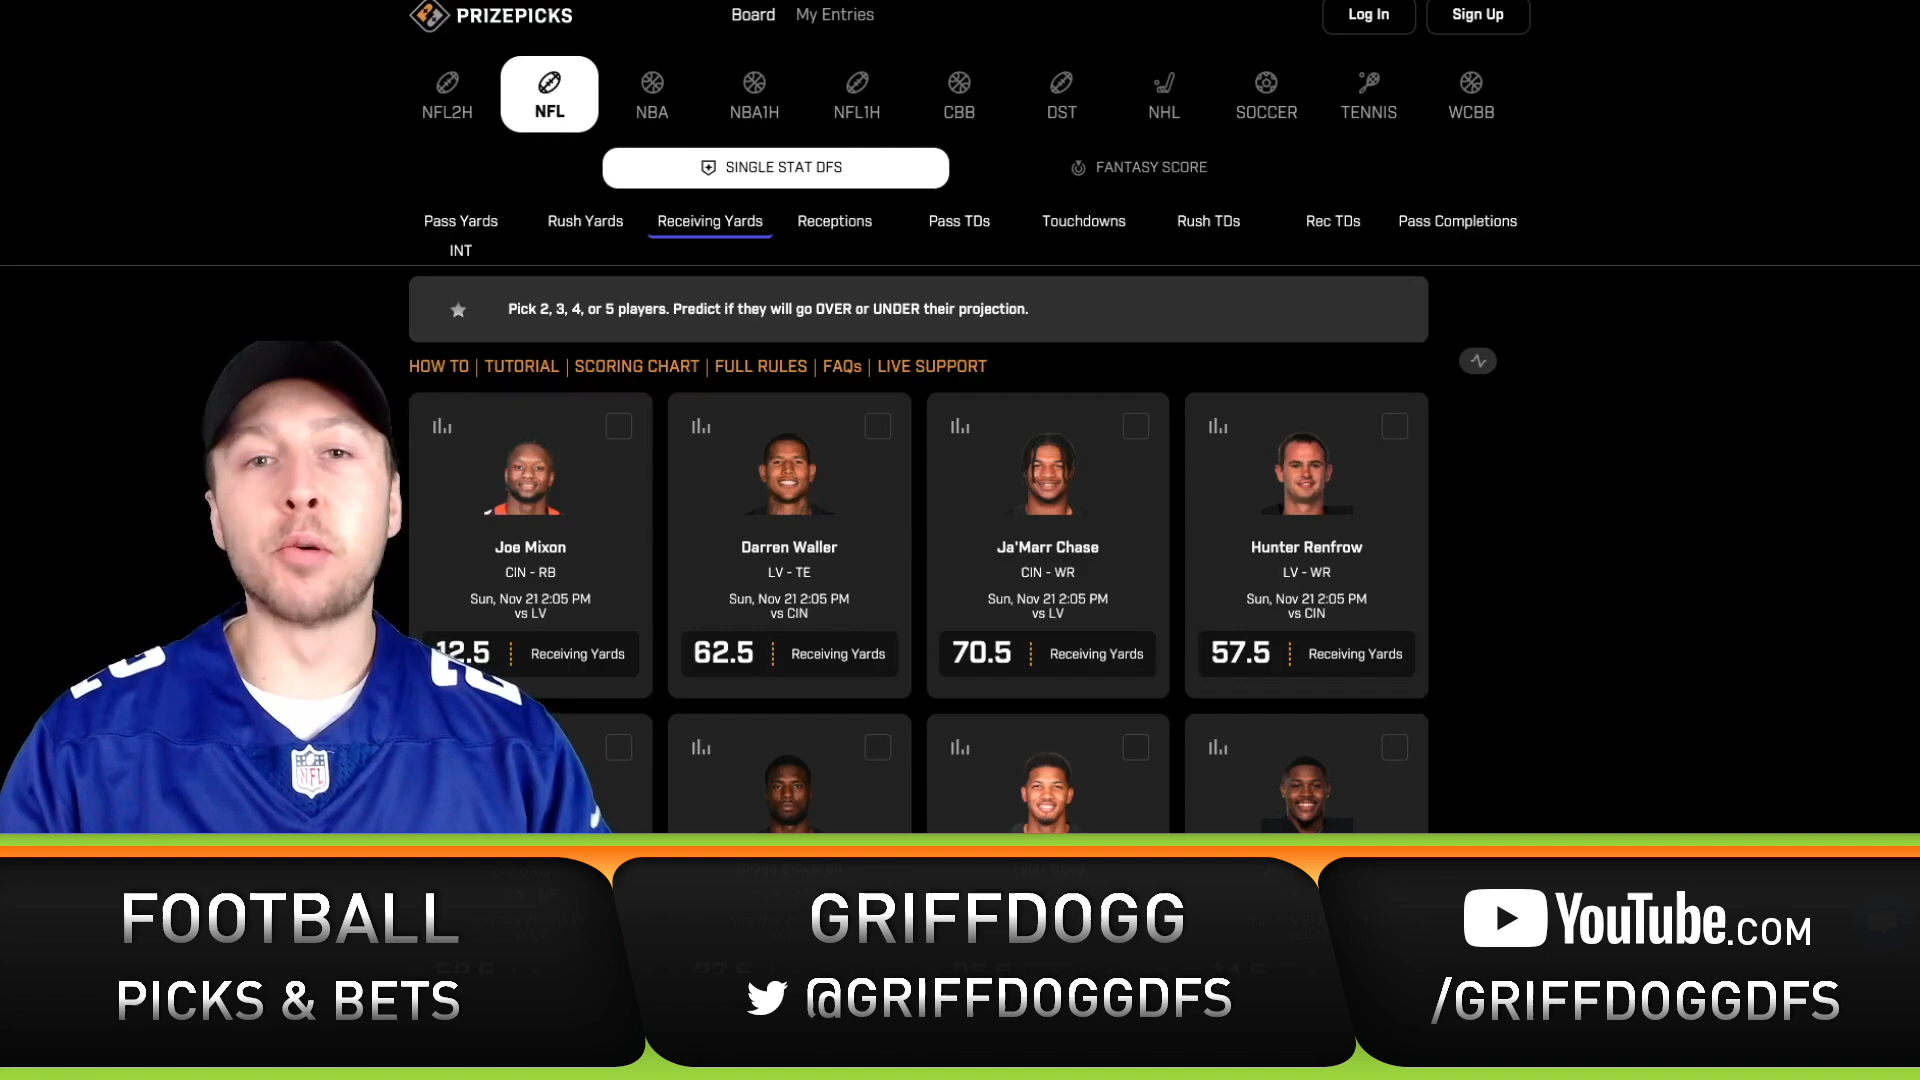 PRIZEPICKS
Board My Entries
Log In Sign Up
NFL2H NFL NBA NBA1H NFL1H CBB DST NHL SOCCER TENNIS WCBB
SINGLE STAT DFS FANTASY SCORE
Pass Yards Rush Yards Receiving Yards Receptions Pass TDs Touchdowns Rush TDs Rec TDs Pass Completions
INT
Pick 2, 3, 4, or 5 players. Predict if they will go OVER or UNDER their projection.
HOW TO | TUTORIAL | SCORING CHART | FULL RULES | FAQs | LIVE SUPPORT
Joe Mixon
CIN - RB
Sun, Nov 21 2:05 PM
vs LV
12.5 Receiving Yards
Darren Waller
LV - TE
Sun, Nov 21 2:05 PM
vs CIN
62.5 Receiving Yards
Ja'Marr Chase
CIN - WR
Sun, Nov 21 2:05 PM
vs LV
70.5 Receiving Yards
Hunter Renfrow
LV - WR
Sun, Nov 21 2:05 PM
vs CIN
57.5 Receiving Yards
NFL
FOOTBALL
PICKS & BETS
GRIFFDOGG
@GRIFFDOGGDFS
YouTube.COM
/GRIFFDOGGDFS